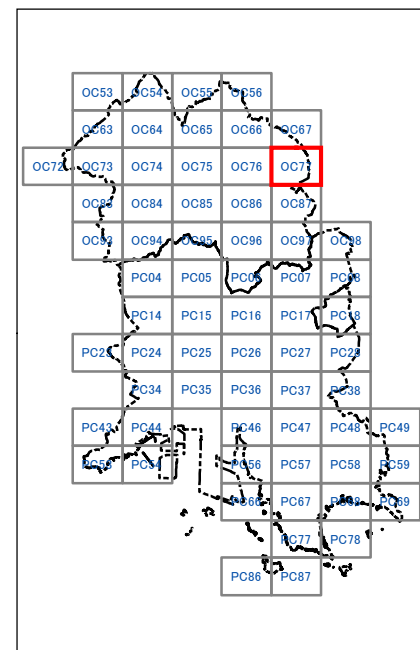 OC53 OC54 OC55 OC56
OC63 OC64 OC65 OC66 OC67
OC72 OC73 OC74 OC75 OC76 OC77
OC83 OC84 OC85 OC86 OC87
OC93 OC94 OC95 OC96 OC97 OC98
PC04 PC05 PC06 PC07 PC08
PC14 PC15 PC16 PC17 PC18
PC23 PC24 PC25 PC26 PC27 PC28
PC34 PC35 PC36 PC37 PC38
PC43 PC44 PC46 PC47 PC48 PC49
PC53 PC54 PC56 PC57 PC58 PC59
PC66 PC67 PC68 PC69
PC77 PC78
PC86 PC87